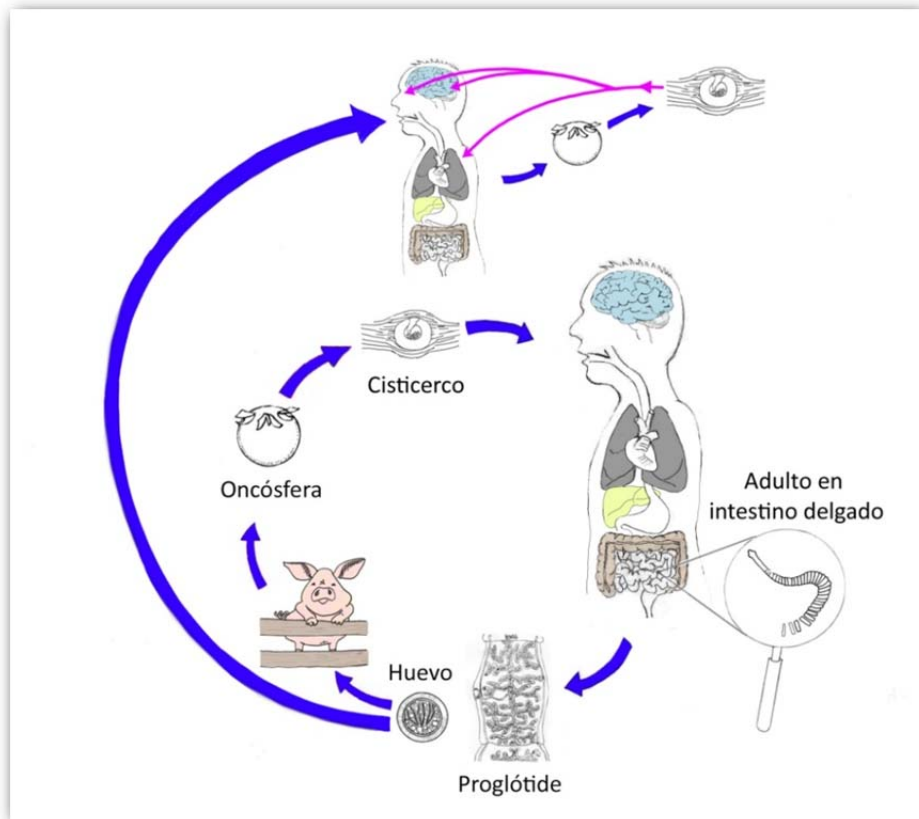 Cisticerco
Oncósfera
Adulto en
intestino delgado
Huevo
Proglótide